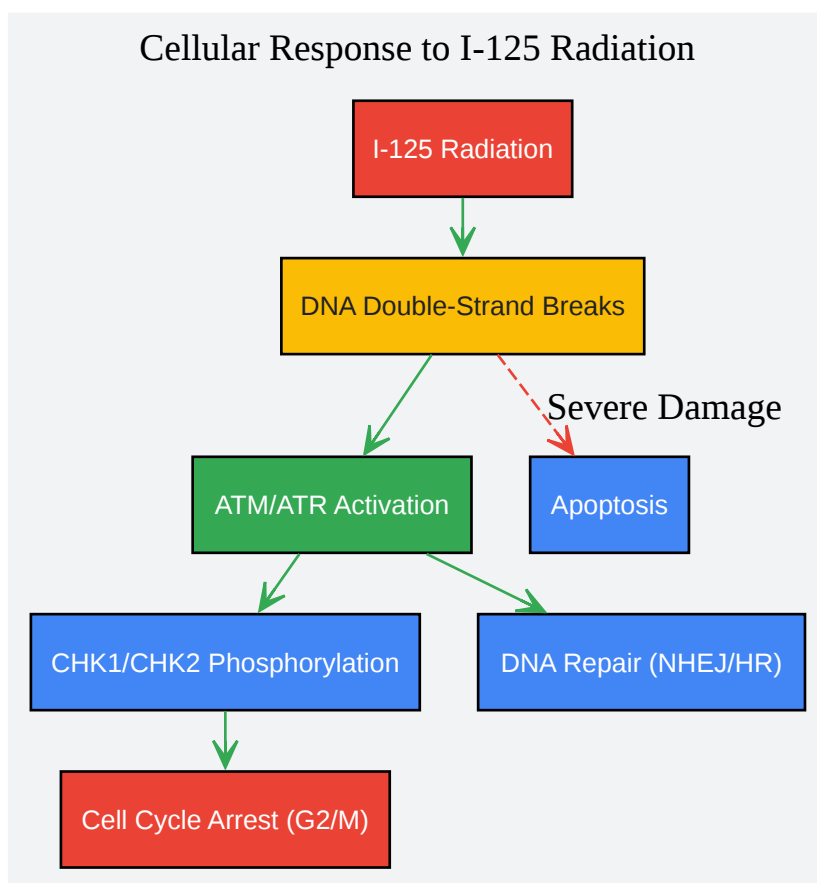 Cellular Response to I-125 Radiation
I-125 Radiation
DNA Double-Strand Breaks
Severe Damage
ATM/ATR Activation
Apoptosis
CHK1/CHK2 Phosphorylation
DNA Repair (NHEJ/HR)
Cell Cycle Arrest (G2/M)